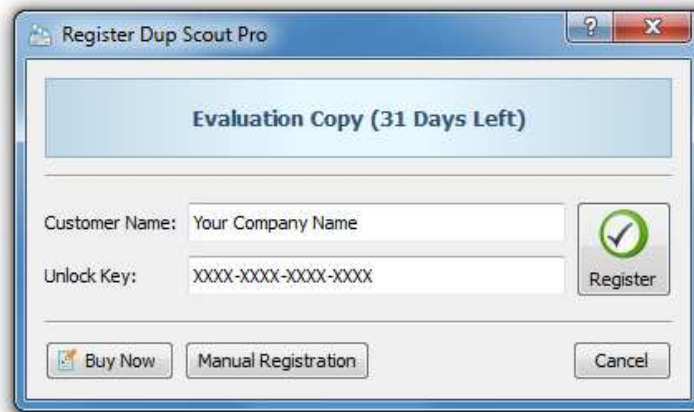 Register Dup Scout Pro
Evaluation Copy (31 Days Left)
Customer Name: Your Company Name
Unlock Key: XXXX-XXXX-XXXX-XXXX
Register
Buy Now Manual Registration Cancel